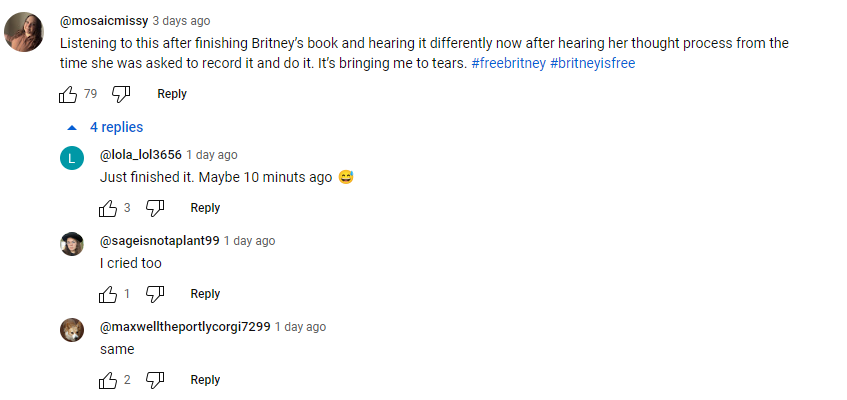 @mosaicmissy 3 days ago
Listening to this after finishing Britney’s book and hearing it differently now after hearing her thought process from the
time she was asked to record it and do it. It’s bringing me to tears. #freebritney #britneyisfree
79 Reply
4 replies
L
@lola_lol3656 1 day ago
Just finished it. Maybe 10 minuts ago 😅
3 Reply
@sageisnotaplant99 1 day ago
I cried too
1 Reply
@maxwelltheportlycorgi7299 1 day ago
same
2 Reply